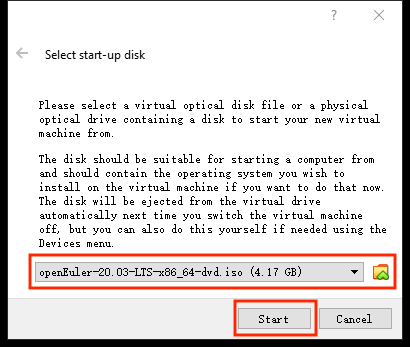 ?
Select start-up disk
Please select a virtual optical disk file or a physical
optical drive containing a disk to start your new virtual
machine from.
The disk should be suitable for starting a computer from
and should contain the operating system you wish to
install on the virtual machine if you want to do that now.
The disk will be ejected from the virtual drive
automatically next time you switch the virtual machine
off, but you can also do this yourself if needed using the
Devices menu.
openEuler-20.03-LTS-x86_64-dvd.iso (4.17 GB)
Start
Cancel